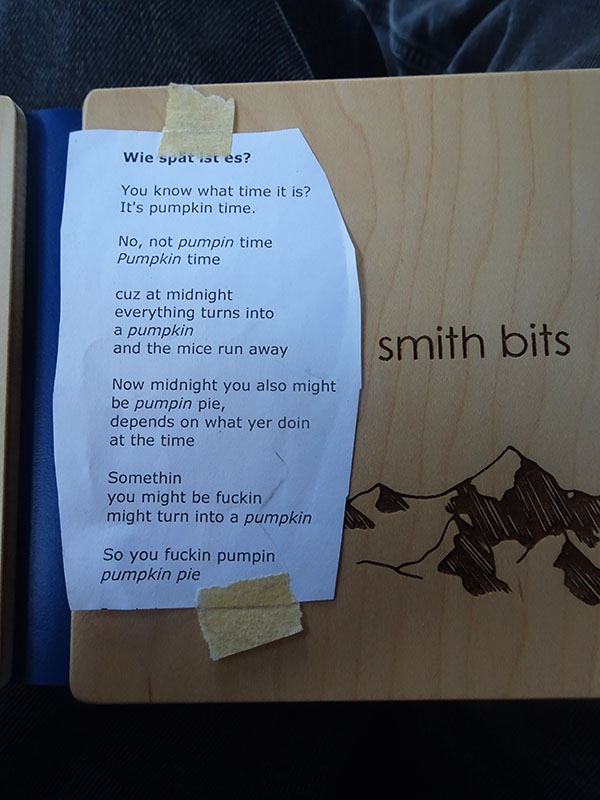 Wie spät ist es?
You know what time it is?
It's pumpkin time.
No, not pumpin time
Pumpkin time
cuz at midnight
everything turns into
a pumpkin
and the mice run away
Now midnight you also might
be pumpin pie,
depends on what yer doin
at the time
Somethin
you might be fuckin
might turn into a pumpkin
So you fuckin pumpin
pumpkin pie
smith bits